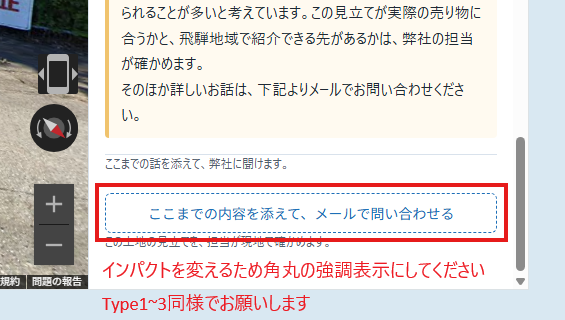 られることが多いと考えています。この見立てが実際の売り物に
合うかと、飛騨地域で紹介できる先があるかは、弊社の担当
が確かめます。
そのほか詳しいお話は、下記よりメールでお問い合わせくださ
い。
ここまでの話を添えて、弊社に聞けます。
ここまでの内容を添えて、メールで問い合わせる
この土地の見立てを、担当が現地で確かめます。
インパクトを変えるため角丸の強調表示にしてください
Type1~3同様でお願いします
規約
問題の報告